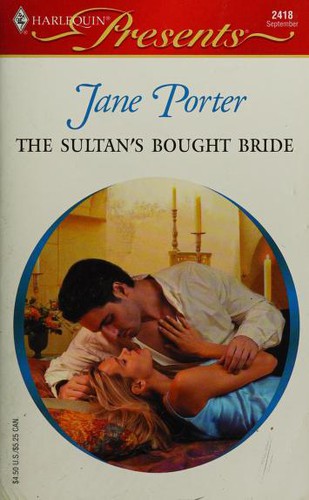 HARLEQUIN
Presents
2418
September
Jane Porter
THE SULTAN'S BOUGHT BRIDE
$4.50 U.S./$5.25 CAN.